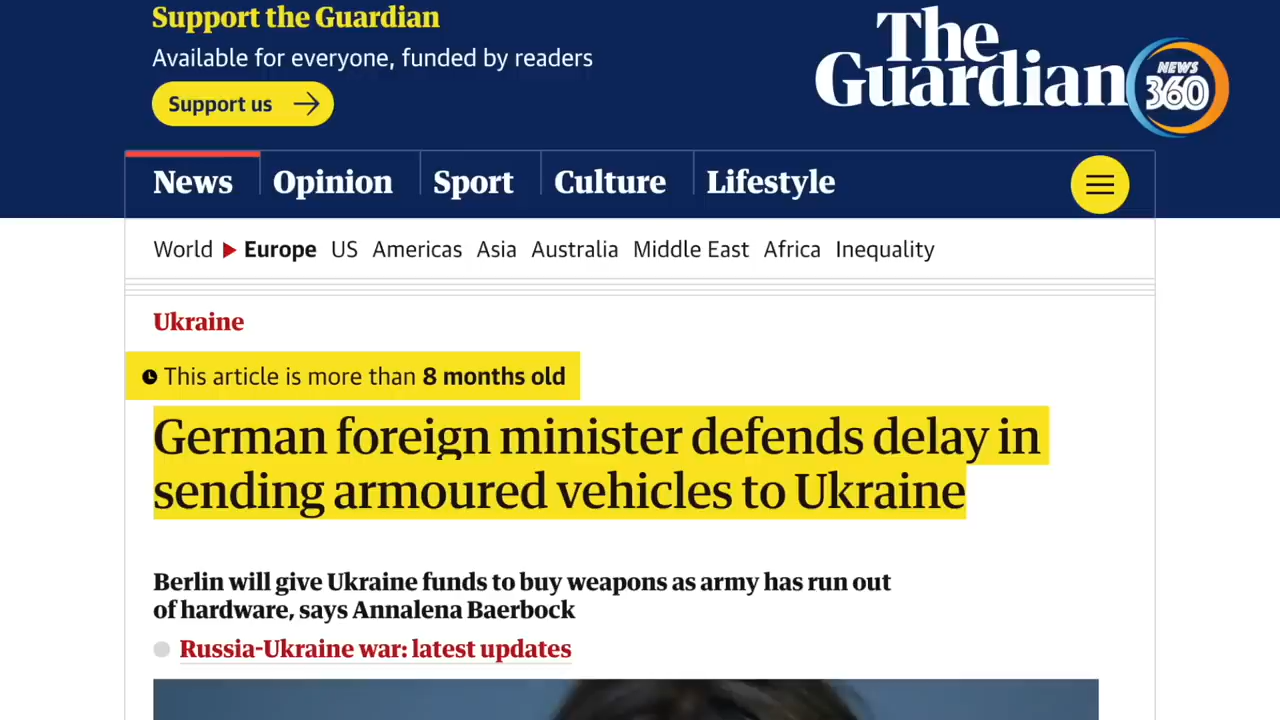 Support the Guardian
Available for everyone, funded by readers
Support us
The
Guardian
NEWS
360
News
Opinion
Sport
Culture
Lifestyle
World Europe US Americas Asia Australia Middle East Africa Inequality
Ukraine
This article is more than 8 months old
German foreign minister defends delay in
sending armoured vehicles to Ukraine
Berlin will give Ukraine funds to buy weapons as army has run out
of hardware, says Annalena Baerbock
Russia-Ukraine war: latest updates